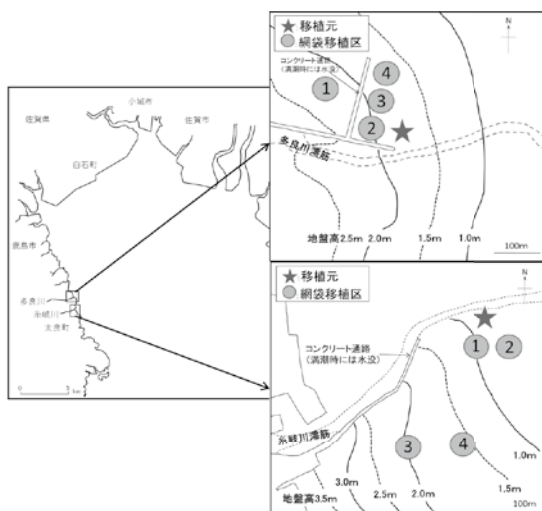 小城市
佐賀県
佐賀市
白石町
鹿島市
多良川
糸岐川
太良町
0
5
km
★移植元
網袋移植区
N
コンクリート通路
(満潮時には水没)
1
4
3
2
多良川澪筋
地盤高2.5m
2.0m
1.5m
1.0m
100m
★移植元
網袋移植区
N
コンクリート通路
(満潮時には水没)
1
2
糸岐川澪筋
3
4
1.0m
3.0m
1.5m
2.5m
2.0m
地盤高3.5m
100m